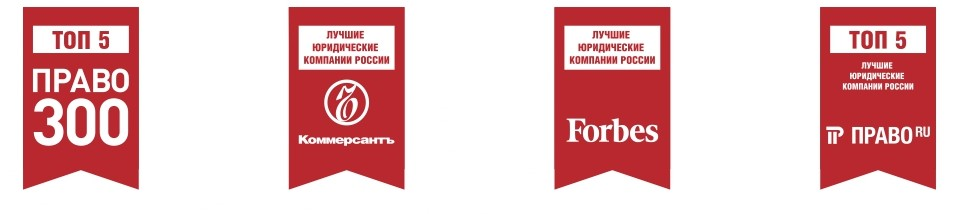 ТОП 5
ПРАВО
300
ЛУЧШИЕ
ЮРИДИЧЕСКИЕ
КОМПАНИИ РОССИИ
Коммерсантъ
ЛУЧШИЕ
ЮРИДИЧЕСКИЕ
КОМПАНИИ РОССИИ
Forbes
ТОП 5
ЛУЧШИЕ
ЮРИДИЧЕСКИЕ
КОМПАНИИ РОССИИ
ПРАВО RU